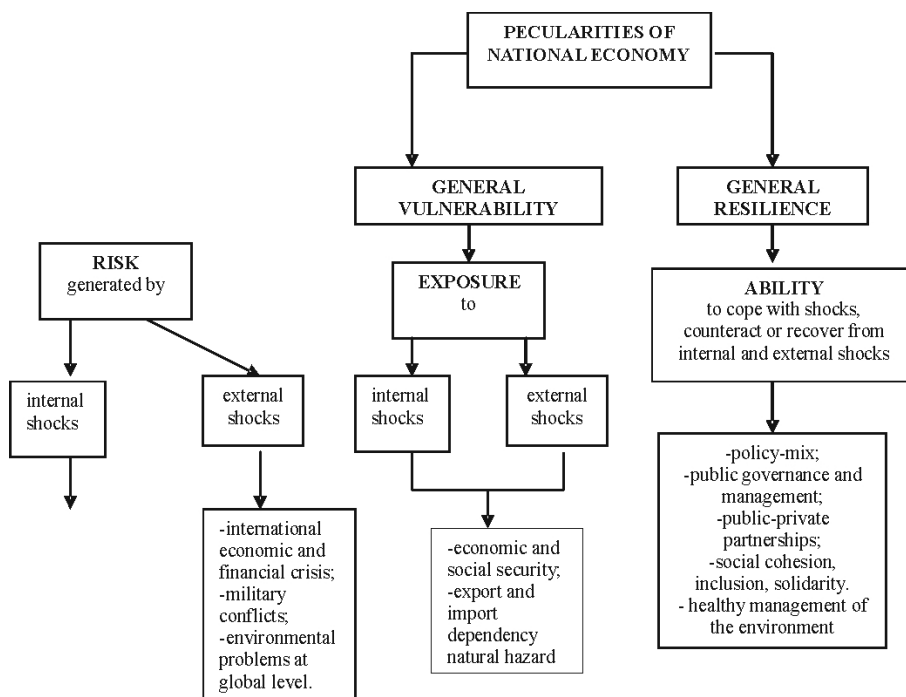 PECULARITIES OF
NATIONAL ECONOMY
GENERAL
VULNERABILITY
GENERAL
RESILIENCE
RISK
generated by
EXPOSURE
to
ABILITY
to cope with shocks,
counteract or recover from
internal and external shocks
internal
shocks
external
shocks
internal
shocks
external
shocks
-international
economic and
financial crisis;
-military
conflicts;
-environmental
problems at
global level.
-economic and
social security;
-export and
import
dependency
natural hazard
-policy-mix;
-public governance and
management;
-public-private
partnerships;
-social cohesion,
inclusion, solidarity.
- healthy management of
the environment